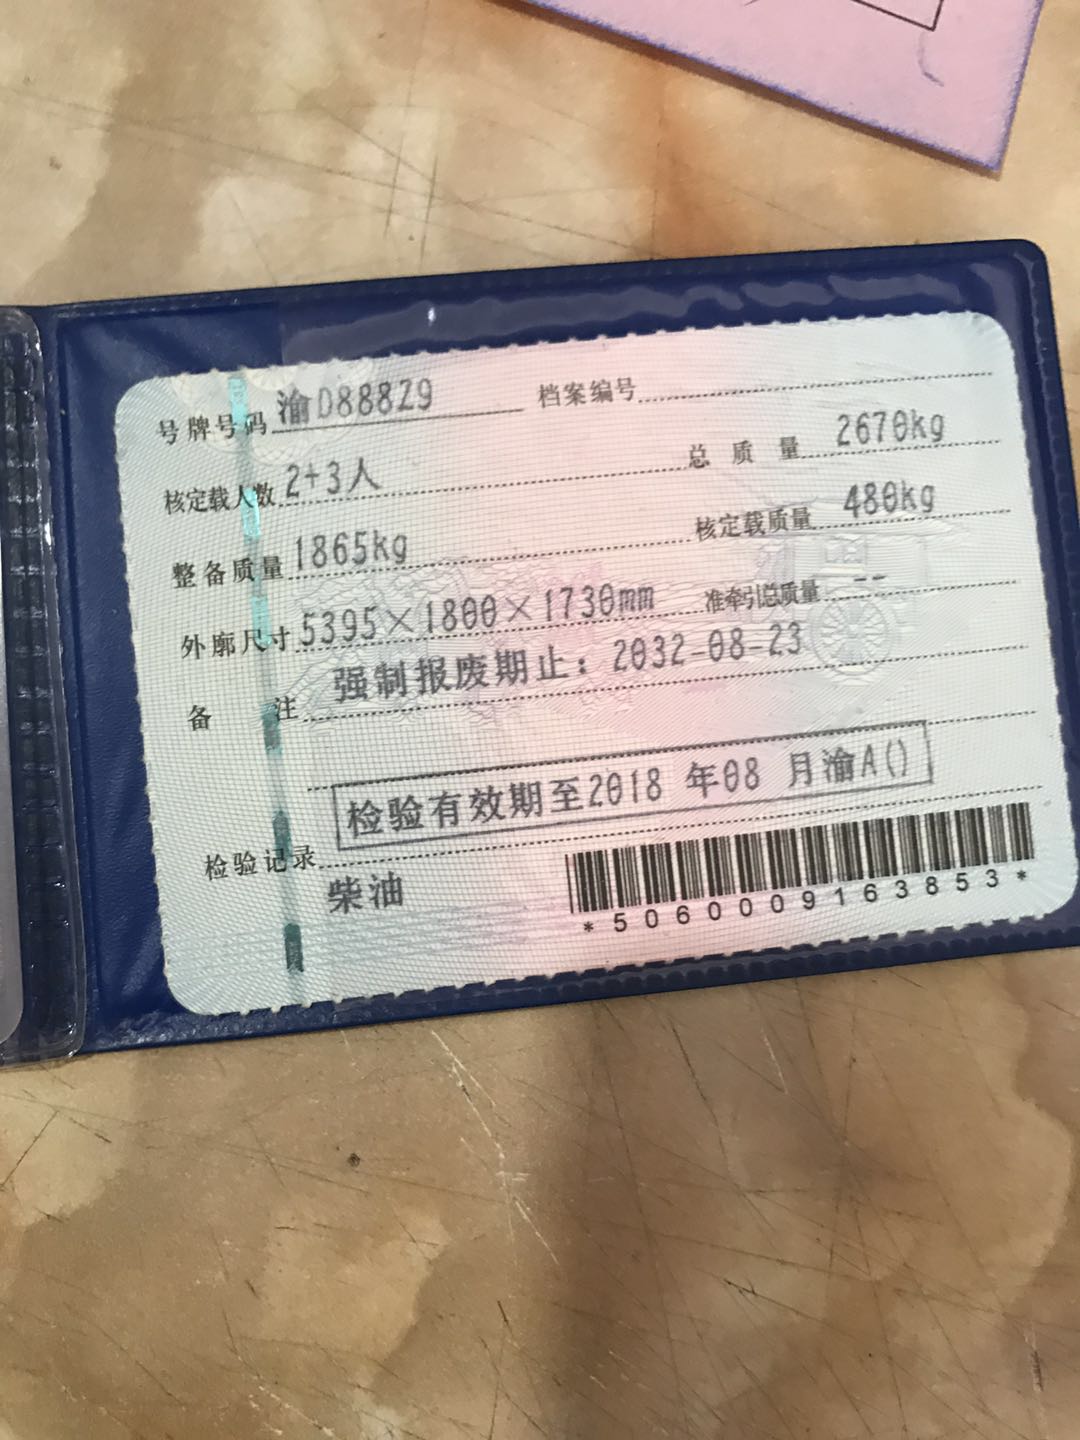 号牌号码 渝D888Z9 档案编号
核定载人数 2+3人 总质量 2670kg
整备质量 1865kg 核定载质量 480kg
外廓尺寸 5395×1800×1730mm 准牵引总质量 --
备注 强制报废期止：2032-08-23
检验有效期至2018 年08 月渝A()
检验记录
柴油
*5060009163853*